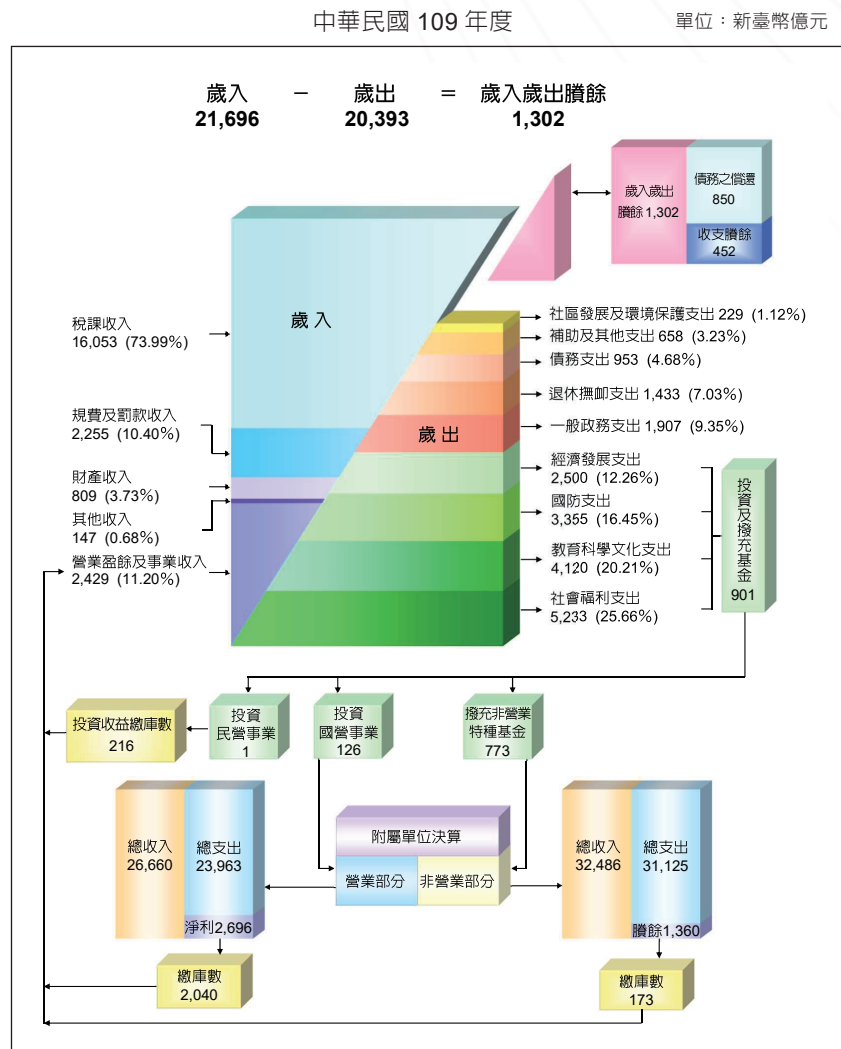 中華民國 109 年度
單位：新臺幣億元
歲入 － 歲出 ＝ 歲入歲出賸餘
21,696 20,393 1,302
歲入歲出
賸餘 1,302
債務之償還
850
收支賸餘
452
歲入
歲出
稅課收入
16,053 (73.99%)
規費及罰款收入
2,255 (10.40%)
財產收入
809 (3.73%)
其他收入
147 (0.68%)
營業盈餘及事業收入
2,429 (11.20%)
社區發展及環境保護支出 229 (1.12%)
補助及其他支出 658 (3.23%)
債務支出 953 (4.68%)
退休撫卹支出 1,433 (7.03%)
一般政務支出 1,907 (9.35%)
經濟發展支出
2,500 (12.26%)
國防支出
3,355 (16.45%)
教育科學文化支出
4,120 (20.21%)
社會福利支出
5,233 (25.66%)
投資及撥充基金
901
投資收益繳庫數
216
投資
民營事業
1
投資
國營事業
126
撥充非營業
特種基金
773
總收入
26,660
總支出
23,963
淨利2,696
繳庫數
2,040
附屬單位決算
營業部分
非營業部分
總收入
32,486
總支出
31,125
賸餘1,360
繳庫數
173